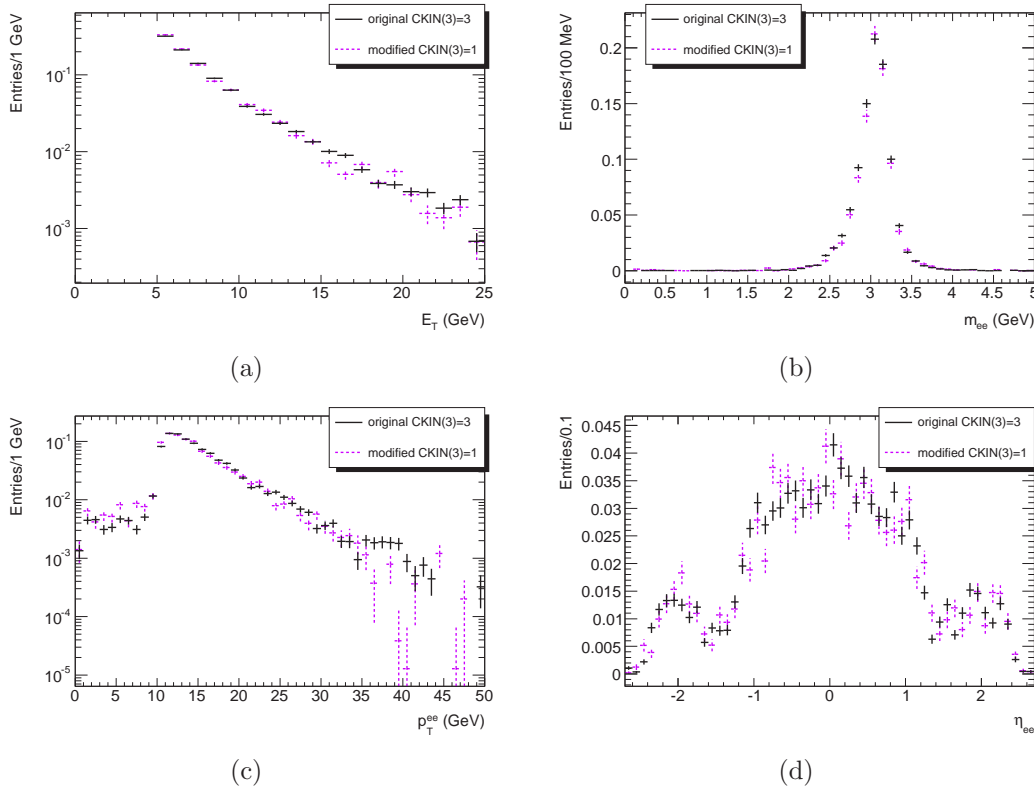 original CKIN(3)=3
modified CKIN(3)=1
Entries/1 GeV
10⁻¹
10⁻²
10⁻³
0 5 10 15 20 25
E_T (GeV)
(a)
original CKIN(3)=3
modified CKIN(3)=1
Entries/100 MeV
0.2
0.15
0.1
0.05
0
0 0.5 1 1.5 2 2.5 3 3.5 4 4.5 5
m_ee (GeV)
(b)
original CKIN(3)=3
modified CKIN(3)=1
Entries/1 GeV
10⁻¹
10⁻²
10⁻³
10⁻⁴
10⁻⁵
0 5 10 15 20 25 30 35 40 45 50
p_T^ee (GeV)
(c)
original CKIN(3)=3
modified CKIN(3)=1
Entries/0.1
0.045
0.04
0.035
0.03
0.025
0.02
0.015
0.01
0.005
0
-2 -1 0 1 2
η_ee
(d)